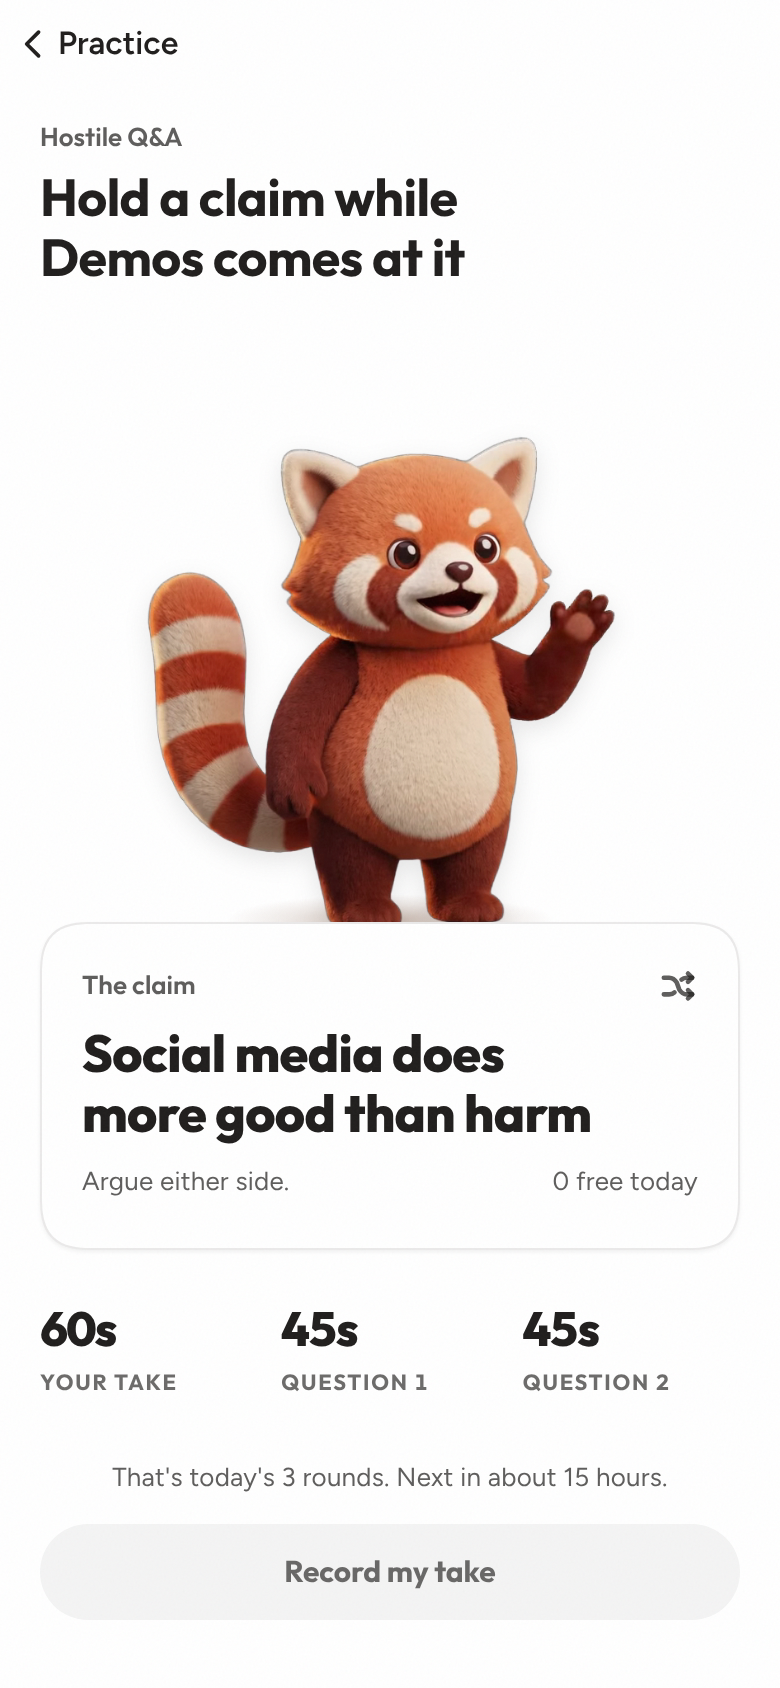 Practice
Hostile Q&A
Hold a claim while
Demos comes at it
The claim
Social media does
more good than harm
Argue either side.
0 free today
60s
45s
45s
YOUR TAKE
QUESTION 1
QUESTION 2
That's today's 3 rounds. Next in about 15 hours.
Record my take